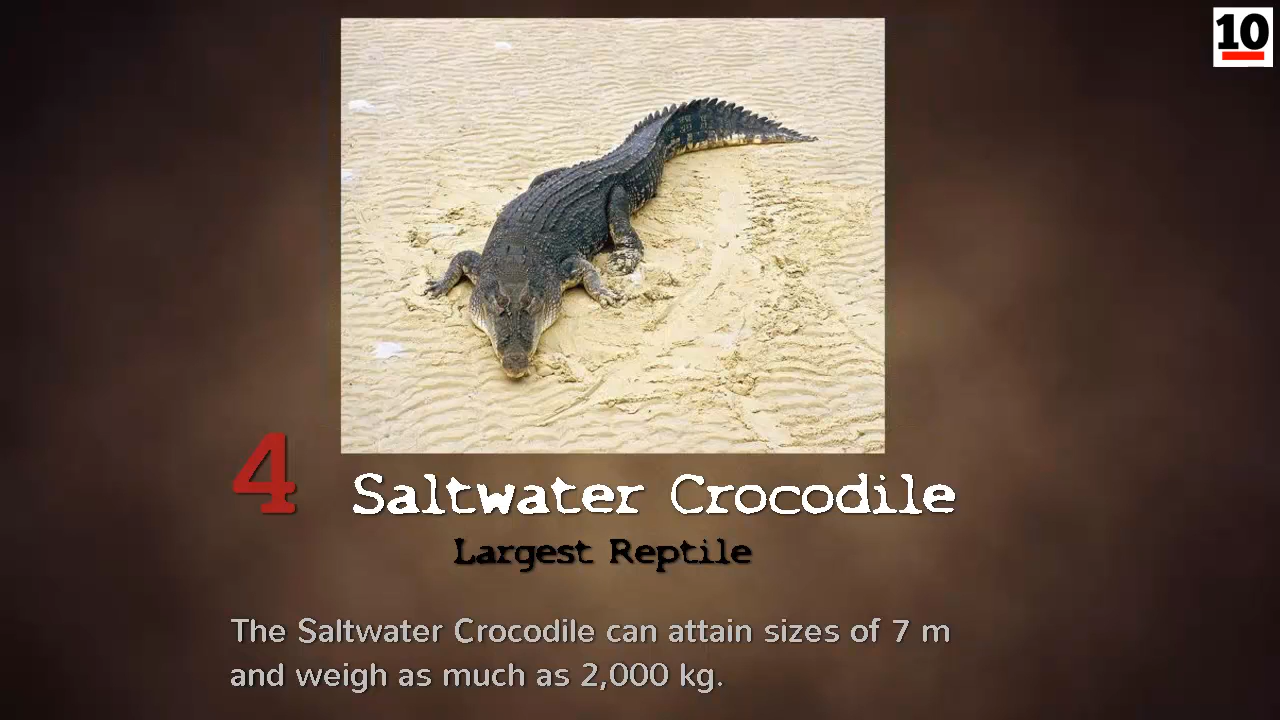 10
4 Saltwater Crocodile
Largest Reptile
The Saltwater Crocodile can attain sizes of 7 m
and weigh as much as 2,000 kg.